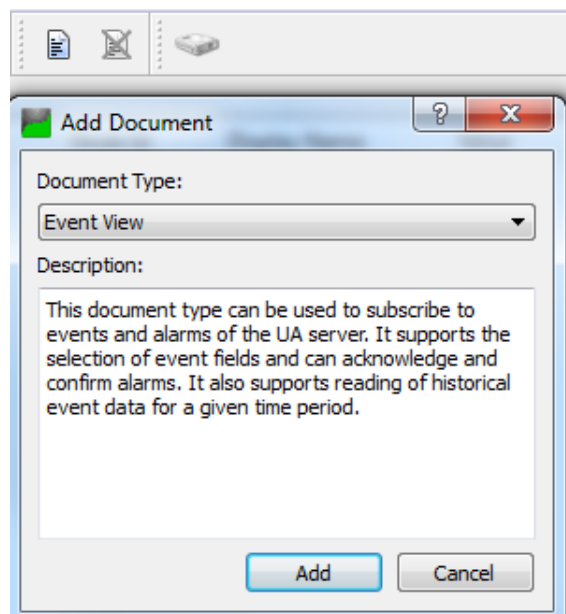 Add Document
?
X
Document Type:
Event View
Description:
This document type can be used to subscribe to
events and alarms of the UA server. It supports the
selection of event fields and can acknowledge and
confirm alarms. It also supports reading of historical
event data for a given time period.
Add
Cancel